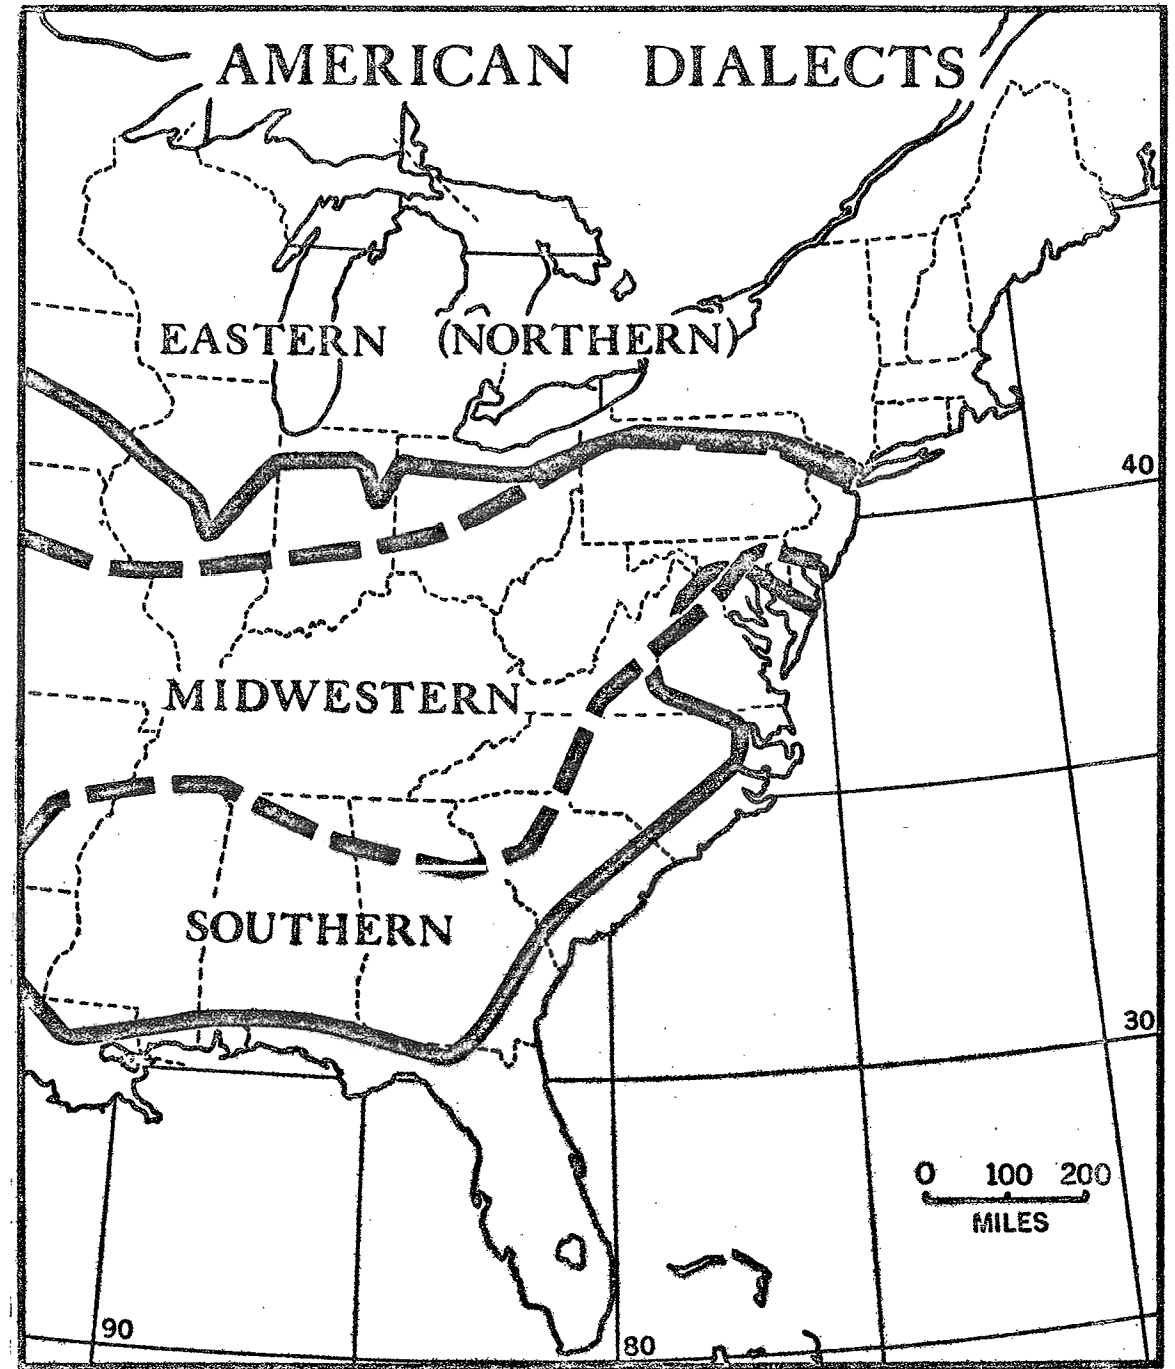 AMERICAN DIALECTS
EASTERN (NORTHERN)
40
MIDWESTERN
SOUTHERN
30
0 100 200
MILES
90
80